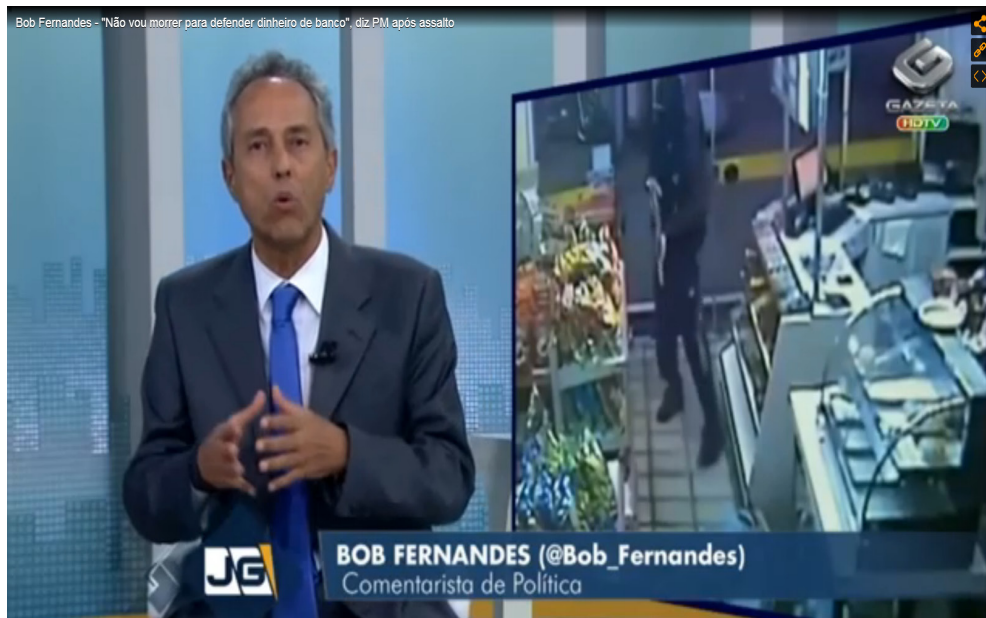 Bob Fernandes - "Não vou morrer para defender dinheiro de banco", diz PM após assalto
GAZETA
HDTV
JG
BOB FERNANDES (@Bob_Fernandes)
Comentarista de Política